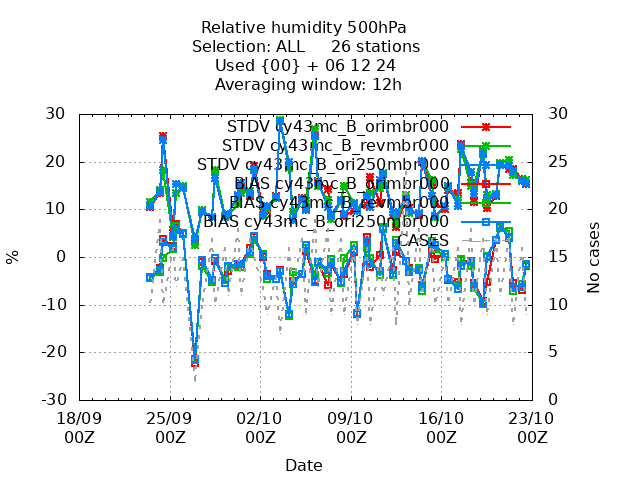 Relative humidity 500hPa
Selection: ALL 26 stations
Used {00} + 06 12 24
Averaging window: 12h
30 30
STDV cy43mc_B_orimbr000
STDV cy43mc_B_revmbr000
20 25
STDV cy43mc_B_ori250mbr000
BIAS cy43mc_B_orimbr000
10 20
BIAS cy43mc_B_revmbr000
BIAS cy43mc_B_ori250mbr000
CASES
0 15
% No cases
-10 10
-20 5
-30 0
18/09 25/09 02/10 09/10 16/10 23/10
00Z 00Z 00Z 00Z 00Z 00Z
Date